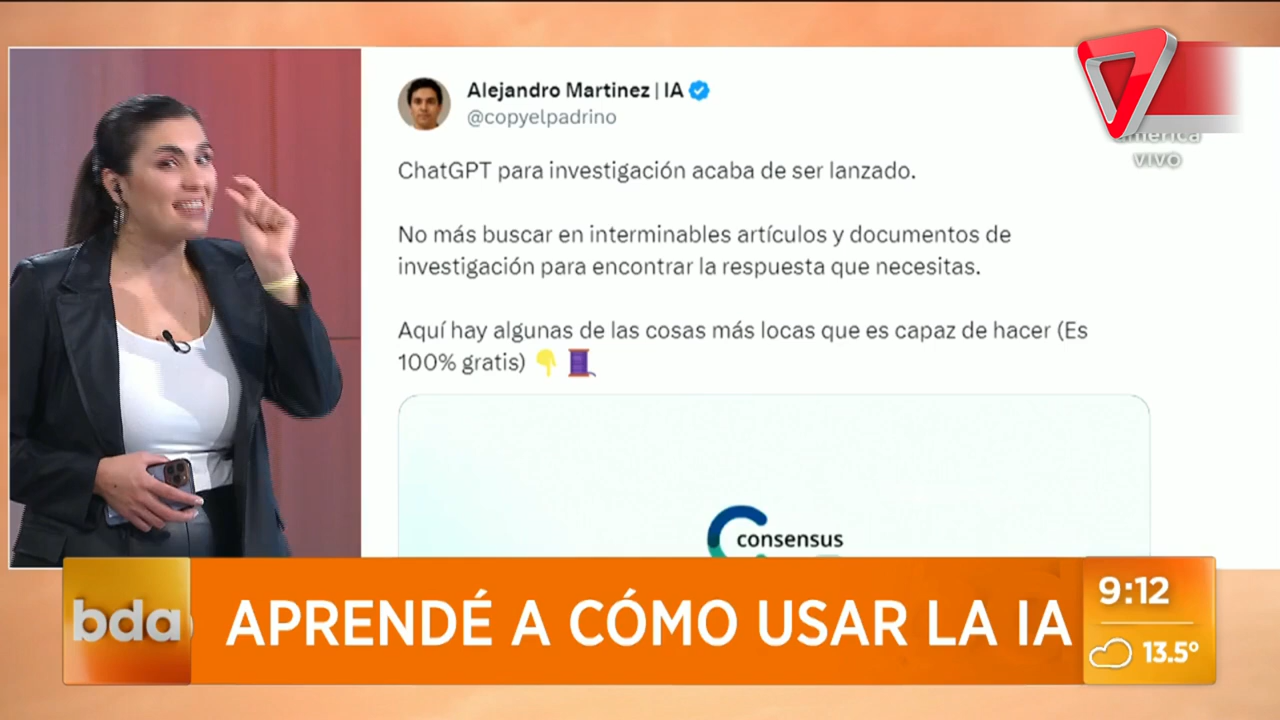 Alejandro Martinez | IA
@copyelpadrino
america
vivo
ChatGPT para investigación acaba de ser lanzado.
No más buscar en interminables artículos y documentos de
investigación para encontrar la respuesta que necesitas.
Aquí hay algunas de las cosas más locas que es capaz de hacer (Es
100% gratis)
consensus
bda
APRENDÉ A CÓMO USAR LA IA
9:12
13.5°